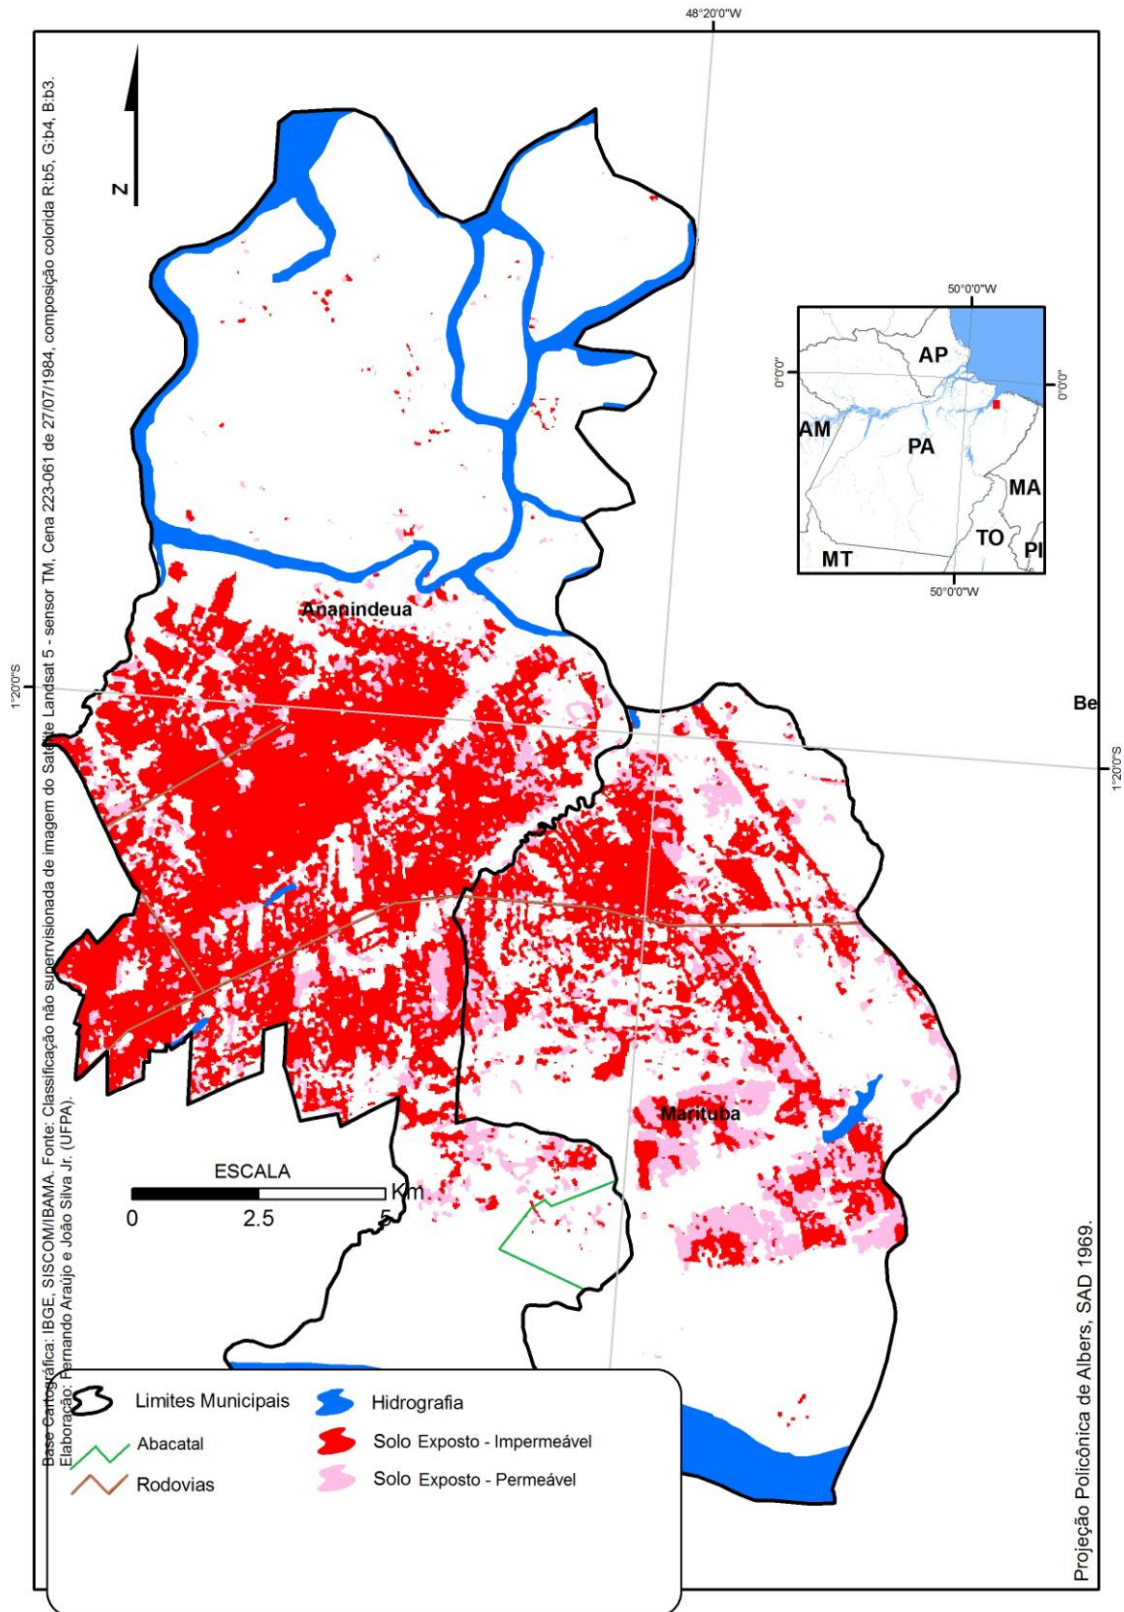 48°20'0"W
N
Base Cartográfica: IBGE, SISCOM/IBAMA. Fonte: Classificação não supervisionada de imagem do Satélite Landsat 5 - sensor TM, Cena 223-061 de 27/07/1984, composição colorida R:b5, G:b4, B:b3.
Elaboração: Fernando Araújo e João Silva Jr. (UFPA).
50°0'0"W
0°0'0"
0°0'0"
AP
AM
PA
MA
TO
PI
MT
50°0'0"W
Ananindeua
1°20'0"S
Be
1°20'0"S
Marituba
ESCALA
Km
0 2.5 5
Projeção Policônica de Albers, SAD 1969.
Limites Municipais
Abacatal
Rodovias
Hidrografia
Solo Exposto - Impermeável
Solo Exposto - Permeável